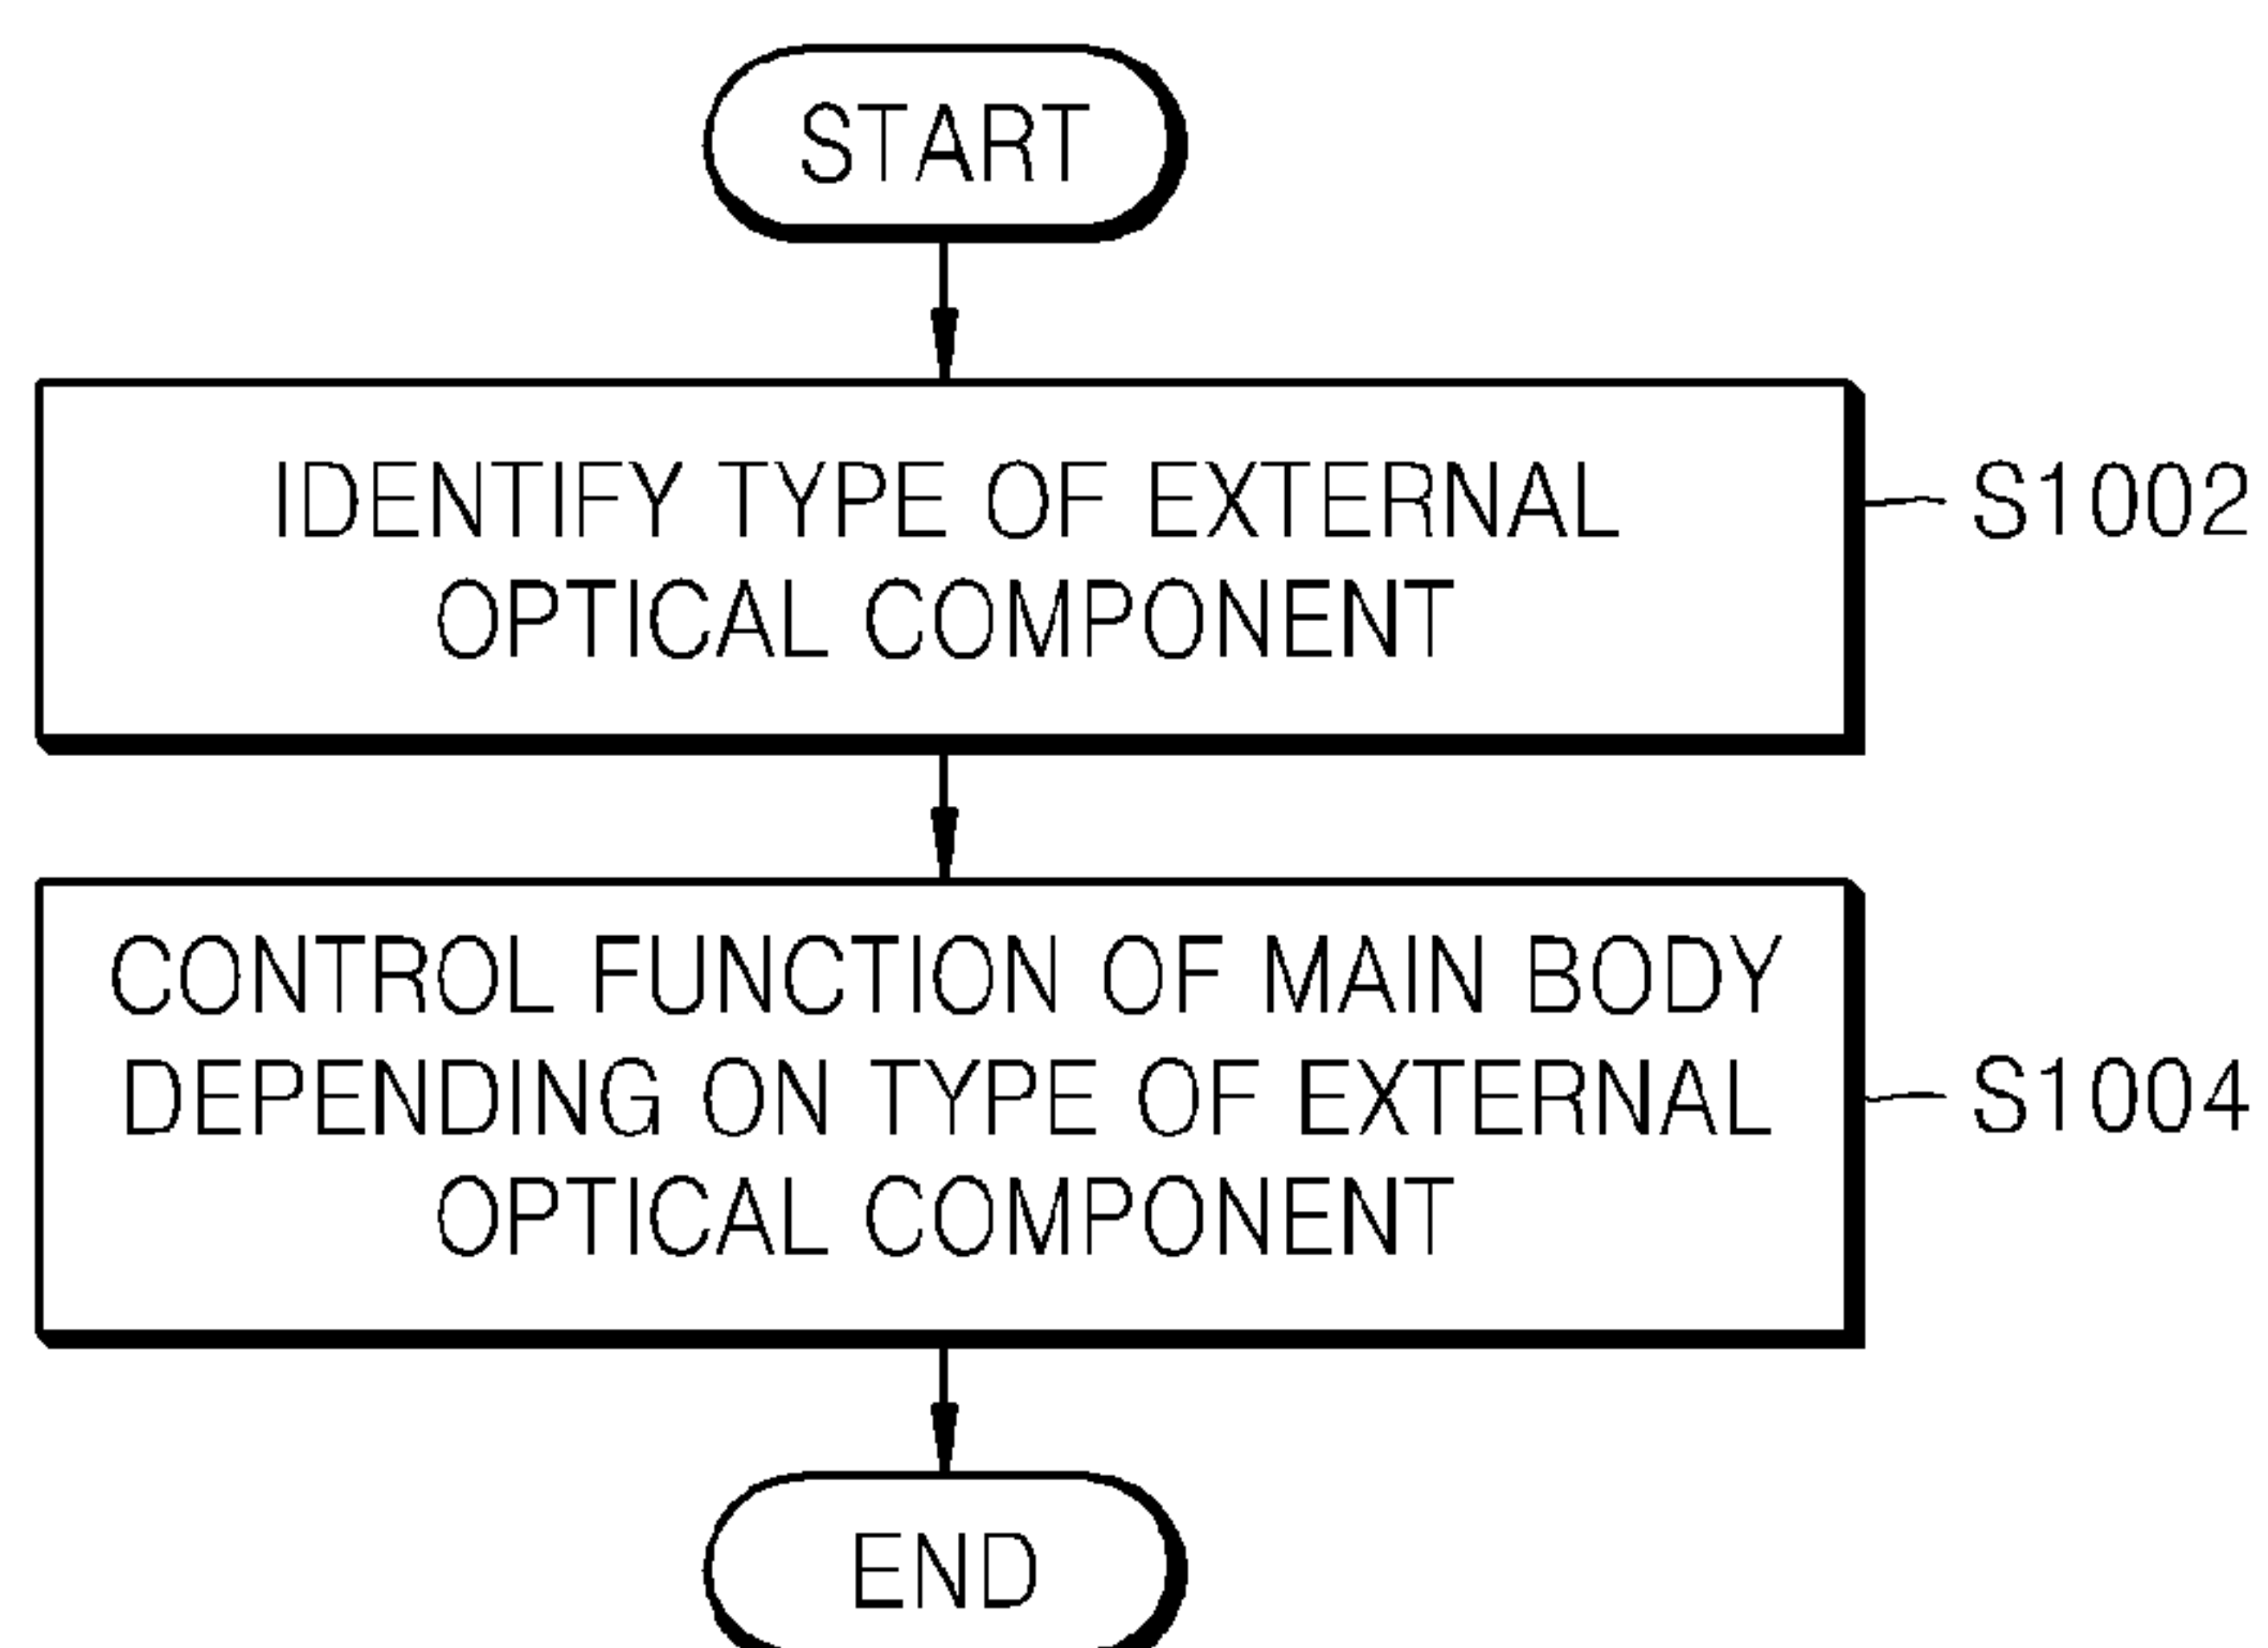 START
IDENTIFY TYPE OF EXTERNAL
OPTICAL COMPONENT
S1002
CONTROL FUNCTION OF MAIN BODY
DEPENDING ON TYPE OF EXTERNAL
OPTICAL COMPONENT
S1004
END